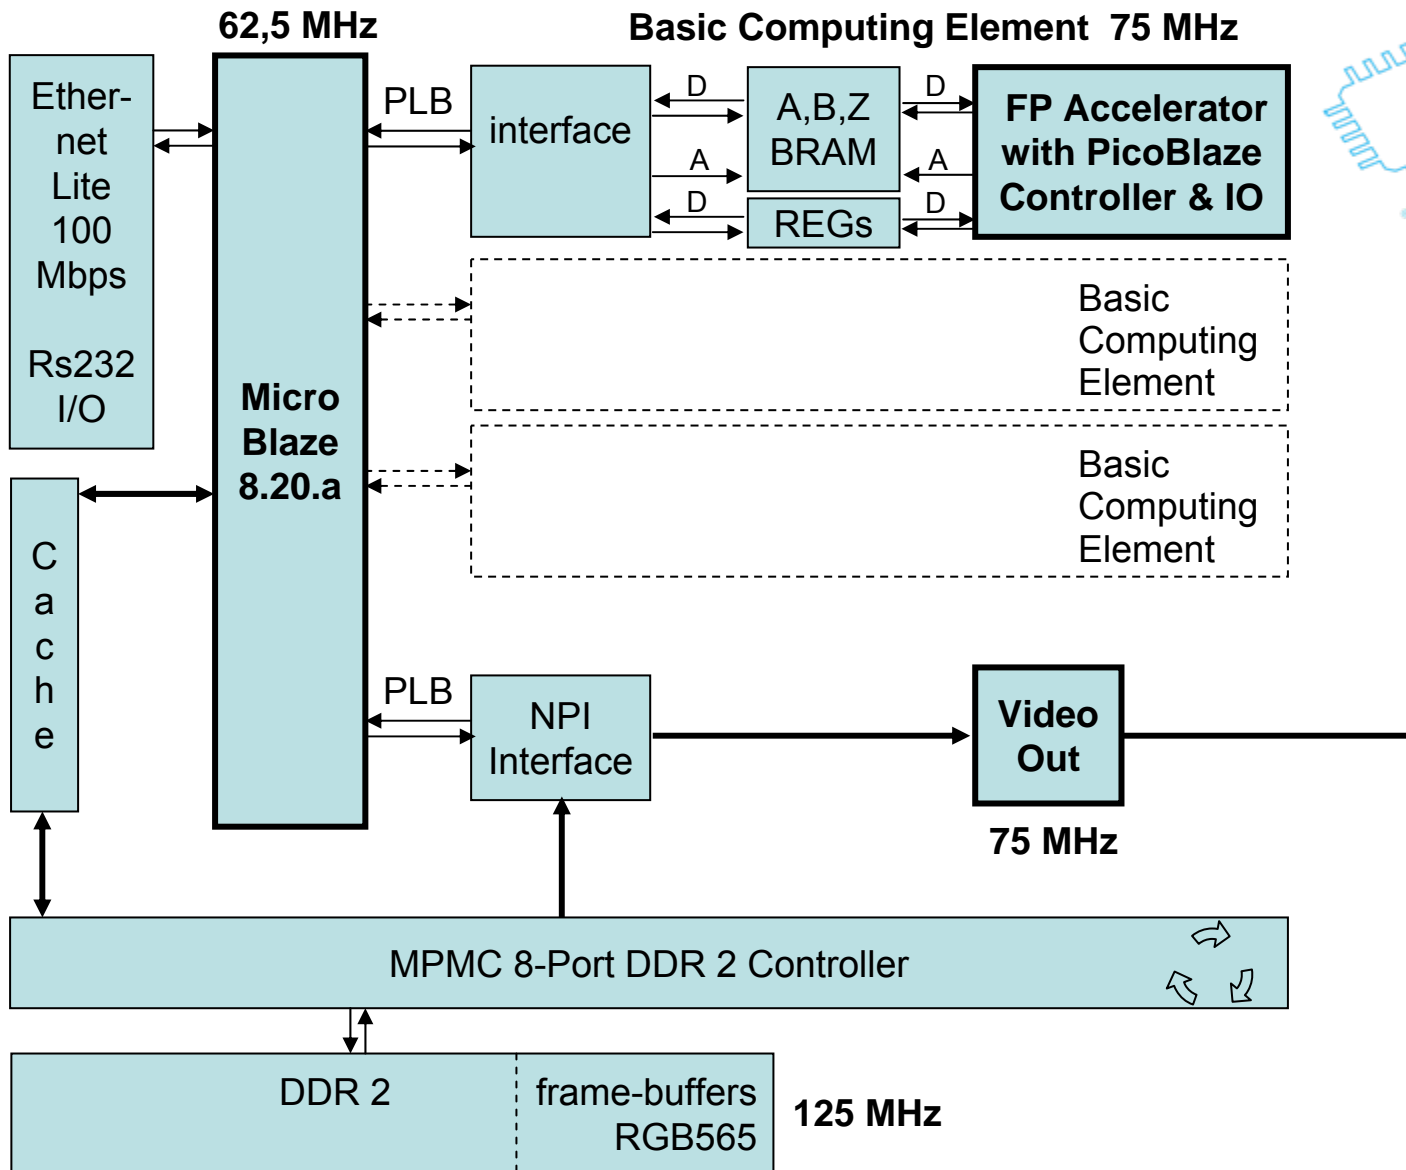 62,5 MHz
Basic Computing Element 75 MHz
Ether-
net
Lite
100
Mbps
Rs232
I/O
PLB
interface
D
A
D
A,B,Z
BRAM
REGs
D
A
D
FP Accelerator
with PicoBlaze
Controller & IO
Basic
Computing
Element
Micro
Blaze
8.20.a
Basic
Computing
Element
C
a
c
h
e
PLB
NPI
Interface
Video
Out
75 MHz
MPMC 8-Port DDR 2 Controller
DDR 2
frame-buffers
RGB565
125 MHz